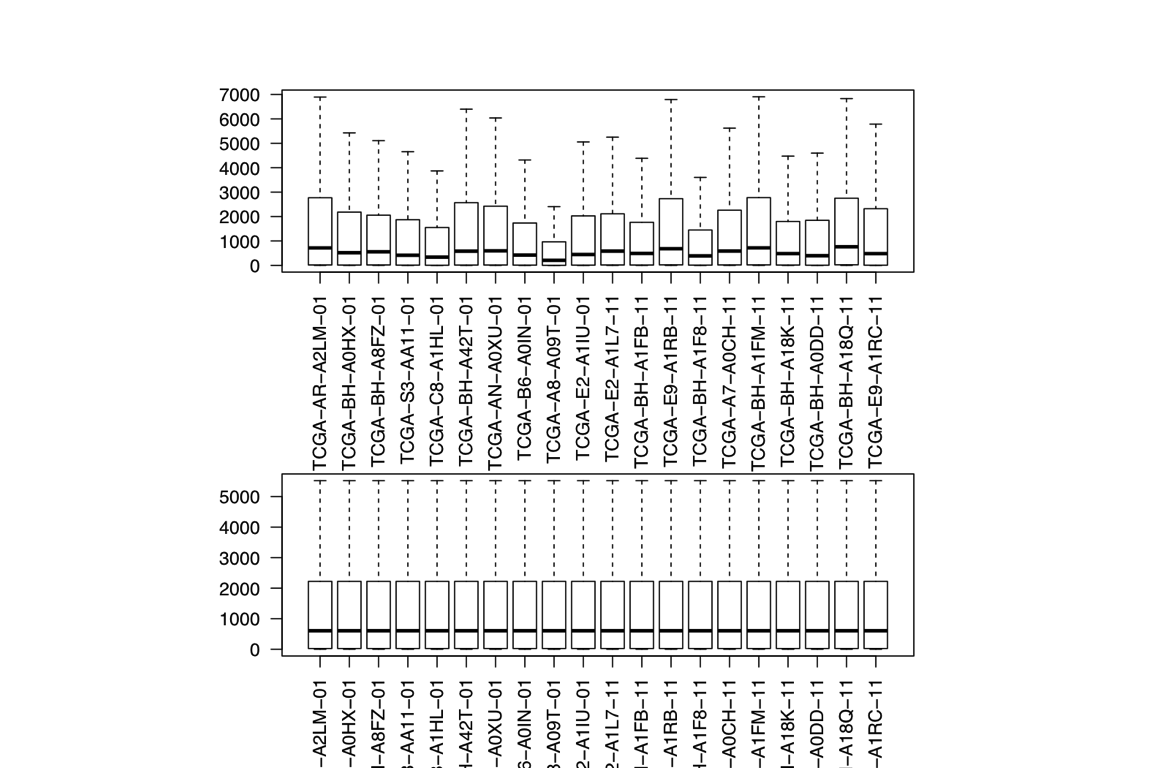 7000
6000
5000
4000
3000
2000
1000
0
TCGA−AR−A2LM−01
TCGA−BH−A0HX−01
TCGA−BH−A8FZ−01
TCGA−S3−AA11−01
TCGA−C8−A1HL−01
TCGA−BH−A42T−01
TCGA−AN−A0XU−01
TCGA−B6−A0IN−01
TCGA−A8−A09T−01
TCGA−E2−A1IU−01
TCGA−E2−A1L7−11
TCGA−BH−A1FB−11
TCGA−E9−A1RB−11
TCGA−BH−A1F8−11
TCGA−A7−A0CH−11
TCGA−BH−A1FM−11
TCGA−BH−A18K−11
TCGA−BH−A0DD−11
TCGA−BH−A18Q−11
TCGA−E9−A1RC−11
5000
4000
3000
2000
1000
0
−A2LM−01
−A0HX−01
−A8FZ−01
−AA11−01
−A1HL−01
−A42T−01
−A0XU−01
−A0IN−01
−A09T−01
−A1IU−01
−A1L7−11
−A1FB−11
−A1RB−11
−A1F8−11
−A0CH−11
−A1FM−11
−A18K−11
−A0DD−11
−A18Q−11
−A1RC−11